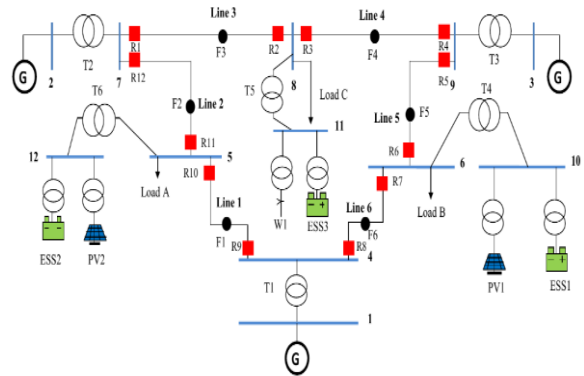 Line 3
Line 4
R1
R2
R3
R4
F3
F4
G
T2
R12
R5
T3
G
2
7
8
9
3
T6
F2
Line 2
T5
Load C
Line 5
F5
T4
R11
11
R6
12
5
6
10
R10
R7
Load A
Load B
W1
ESS3
Line 1
Line 6
ESS2
PV2
F1
R9
R8
F6
4
PV1
ESS1
T1
1
G